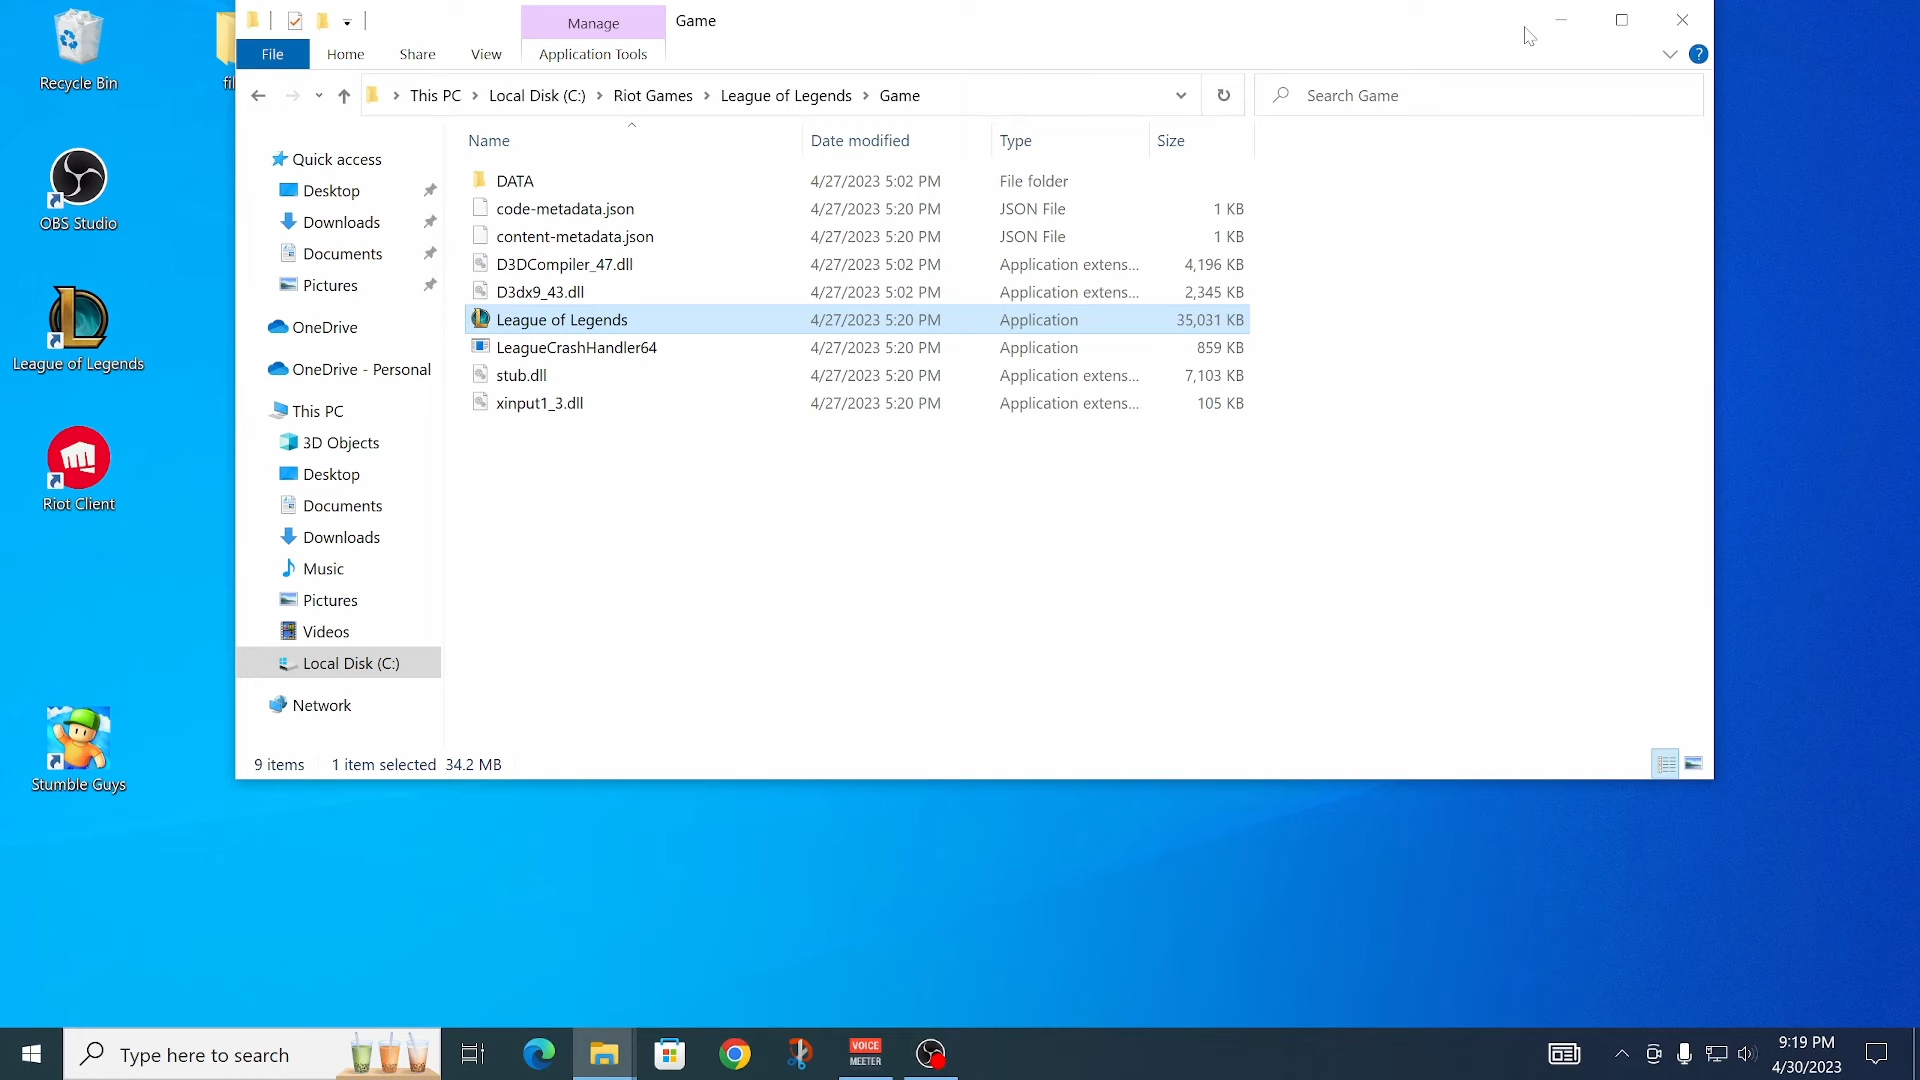 Recycle Bin
OBS Studio
League of Legends
Riot Client
Stumble Guys
fil
Manage
Game
File
Home
Share
View
Application Tools
?
This PC > Local Disk (C:) > Riot Games > League of Legends > Game
Search Game
Quick access
Desktop
Downloads
Documents
Pictures
OneDrive
OneDrive - Personal
This PC
3D Objects
Desktop
Documents
Downloads
Music
Pictures
Videos
Local Disk (C:)
Network
Name Date modified Type Size
DATA 4/27/2023 5:02 PM File folder
code-metadata.json 4/27/2023 5:20 PM JSON File 1 KB
content-metadata.json 4/27/2023 5:20 PM JSON File 1 KB
D3DCompiler_47.dll 4/27/2023 5:02 PM Application extens... 4,196 KB
D3dx9_43.dll 4/27/2023 5:02 PM Application extens... 2,345 KB
League of Legends 4/27/2023 5:20 PM Application 35,031 KB
LeagueCrashHandler64 4/27/2023 5:20 PM Application 859 KB
stub.dll 4/27/2023 5:20 PM Application extens... 7,103 KB
xinput1_3.dll 4/27/2023 5:20 PM Application extens... 105 KB
9 items 1 item selected 34.2 MB
Type here to search
VOICE
MEETER
9:19 PM
4/30/2023